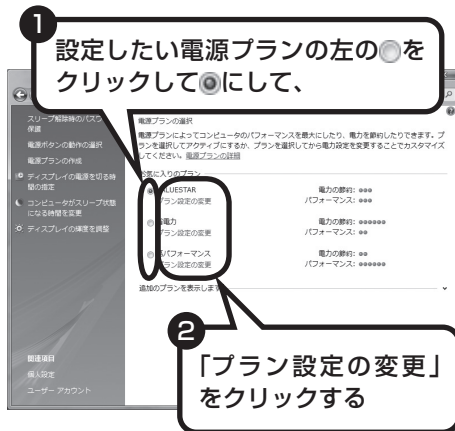 1
設定したい電源プランの左の○を
クリックして◉にして、
スリープ解除時のパスワ
保護
電源ボタンの動作の選択
電源プランの作成
ディスプレイの電源を切る時
間の指定
コンピュータがスリープ状態
になる時間を変更
ディスプレイの輝度を調整
関連項目
個人設定
ユーザー アカウント
電源プランの選択
電源プランによってコンピュータのパフォーマンスを最大にしたり、電力を節約したりできます。プ
ランを選択してアクティブにするか、プランを選択してから電力設定を変更することでカスタマイズ
してください。電源プランの詳細
お気に入りのプラン
VALUESTAR 電力の節約:
プラン設定の変更 パフォーマンス:
省電力 電力の節約:
プラン設定の変更 パフォーマンス:
高パフォーマンス 電力の節約:
プラン設定の変更 パフォーマンス:
追加のプランを表示します
2
「プラン設定の変更」
をクリックする